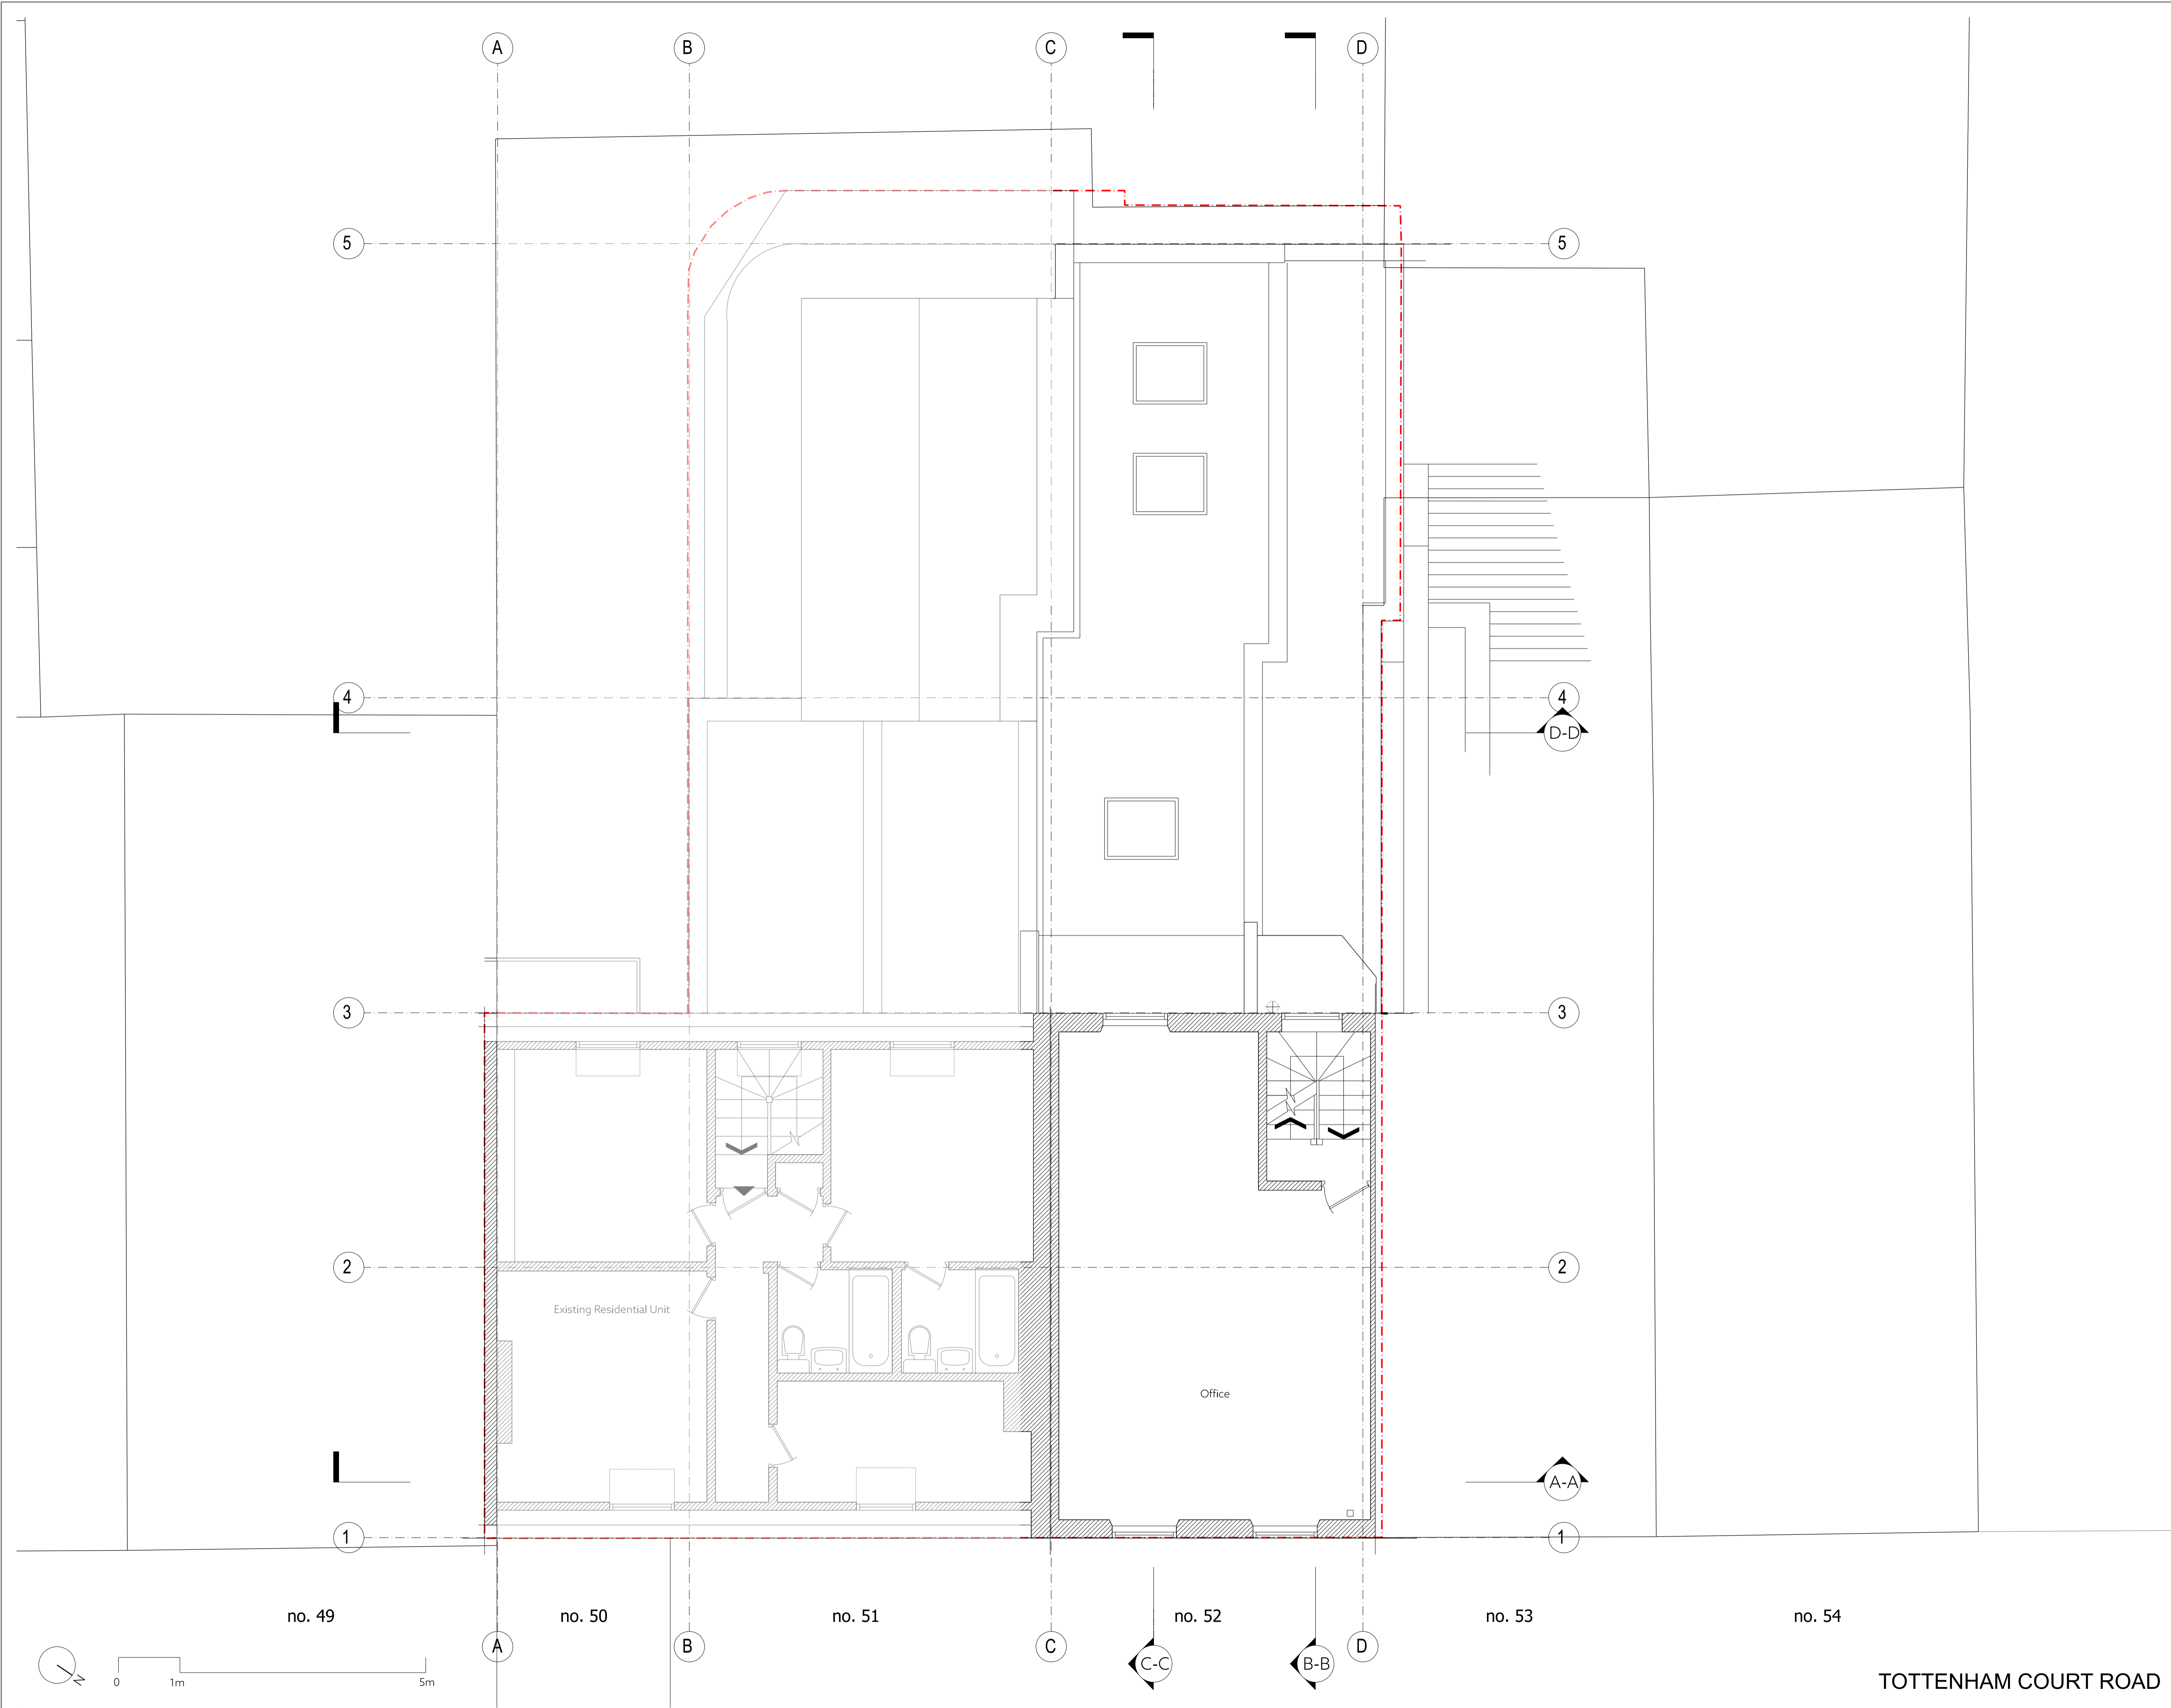 A B C D
5 5
4 4
D-D
3 3
2 2
Existing Residential Unit
Office
A-A
1 1
no. 49 no. 50 no. 51 no. 52 no. 53 no. 54
A B C D
C-C B-B
N
0 1m 5m
TOTTENHAM COURT ROAD